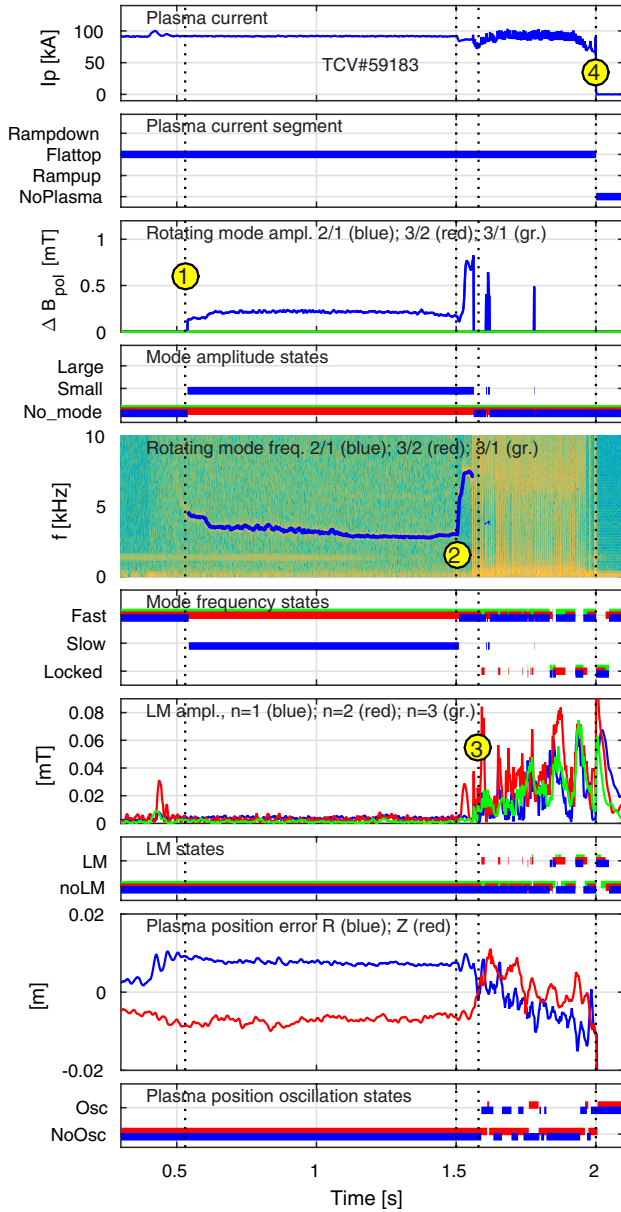 Plasma current
Ip [kA]
100
50
0
TCV#59183
4
Plasma current segment
Rampdown
Flattop
Rampup
NoPlasma
Rotating mode ampl. 2/1 (blue); 3/2 (red); 3/1 (gr.)
Δ B_pol [mT]
1
0.5
0
1
Mode amplitude states
Large
Small
No_mode
Rotating mode freq. 2/1 (blue); 3/2 (red); 3/1 (gr.)
f [kHz]
10
5
0
2
Mode frequency states
Fast
Slow
Locked
LM ampl., n=1 (blue); n=2 (red); n=3 (gr.)
[mT]
0.08
0.06
0.04
0.02
0
3
LM states
LM
noLM
Plasma position error R (blue); Z (red)
[m]
0.02
0
-0.02
Plasma position oscillation states
Osc
NoOsc
0.5 1 1.5 2
Time [s]